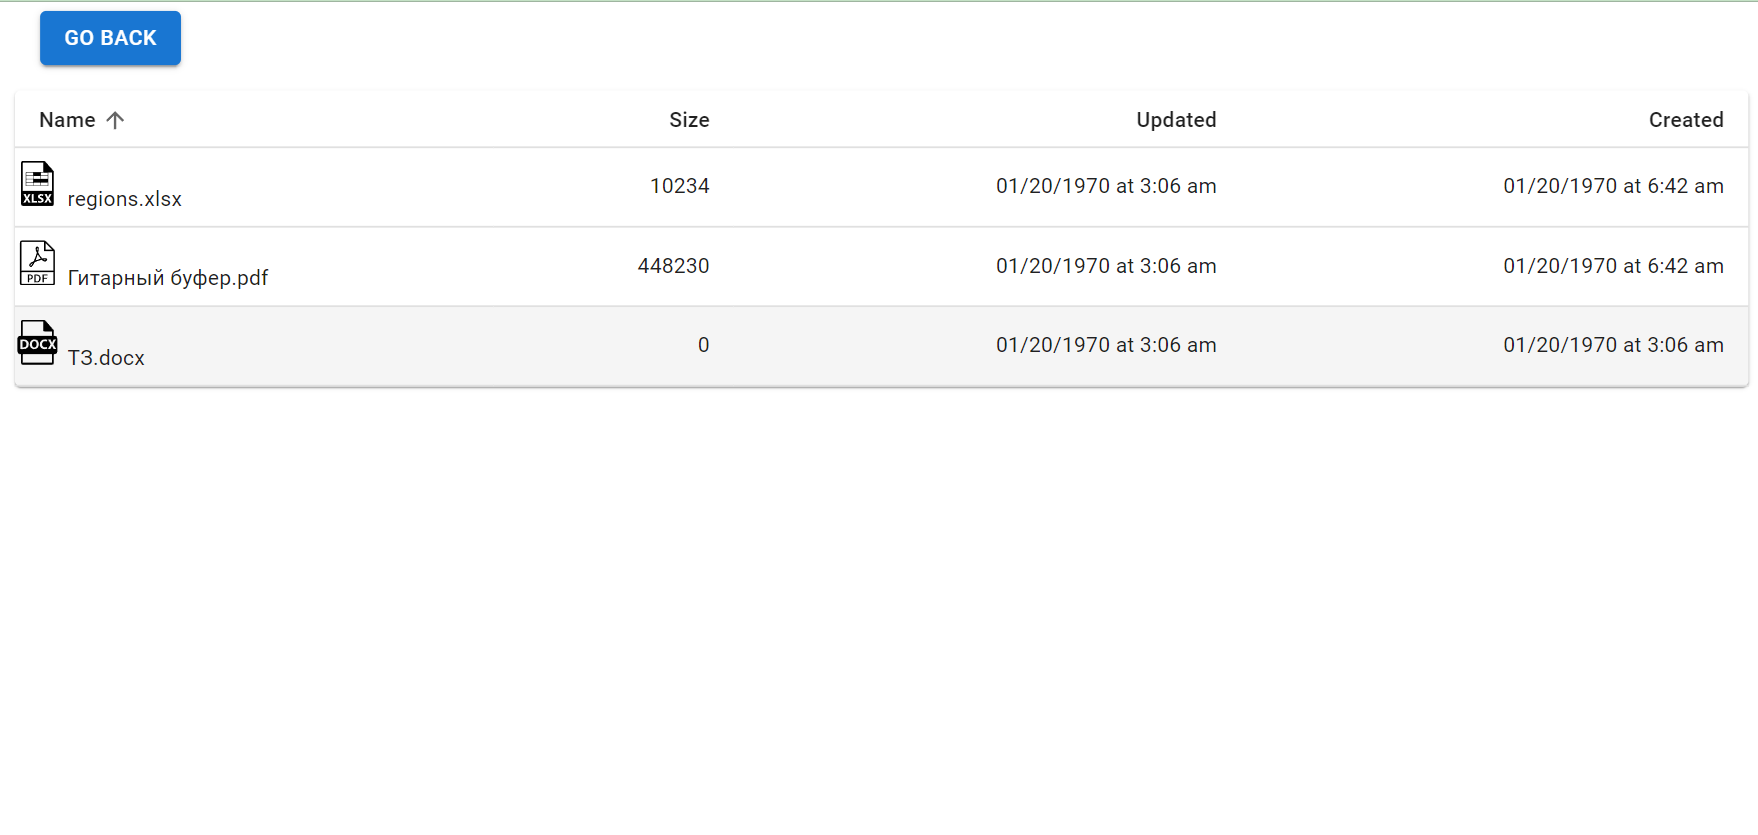 GO BACK
Name Size Updated Created
XLSX regions.xlsx 10234 01/20/1970 at 3:06 am 01/20/1970 at 6:42 am
PDF Гитарный буфер.pdf 448230 01/20/1970 at 3:06 am 01/20/1970 at 6:42 am
DOCX ТЗ.docx 0 01/20/1970 at 3:06 am 01/20/1970 at 3:06 am